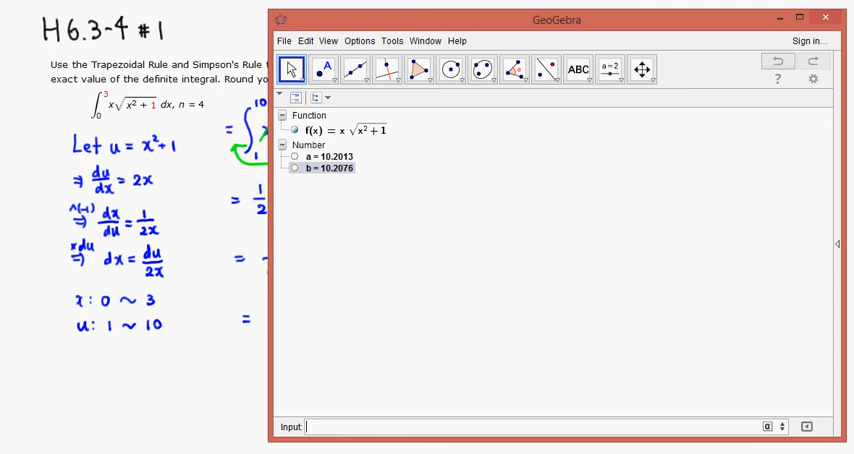 H6.3-4 #1
Use the Trapezoidal Rule and Simpson's Rule
exact value of the definite integral. Round
∫₀³ x√(x² + 1) dx, n = 4
Let u = x²+1
⇒ du/dx = 2x
^(-1)
⇒ dx/du = 1/2x
×du
⇒ dx = du/2x
x: 0 ~ 3
u: 1 ~ 10
= ∫₁¹⁰
= 1/2
=
=
GeoGebra
File Edit View Options Tools Window Help
Sign in...
A
ABC
a=2
?
Function
f(x) = x √(x² + 1)
Number
a = 10.2013
b = 10.2076
Input:
α